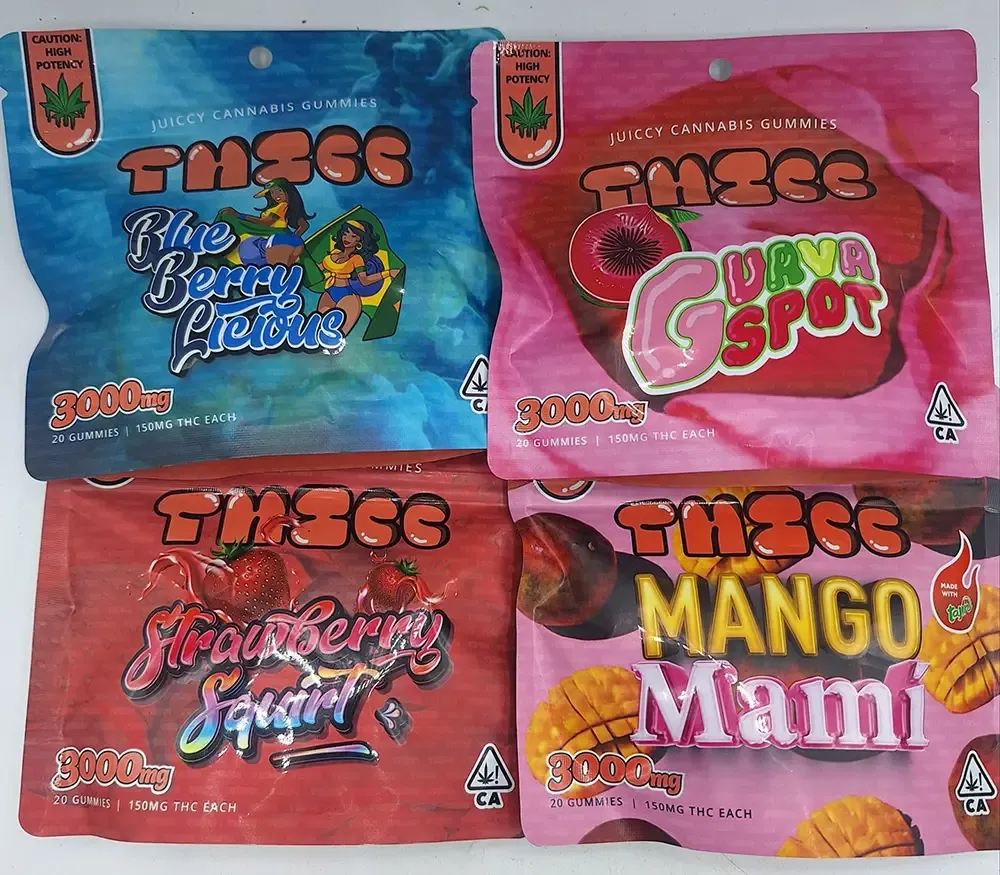 CAUTION:
HIGH
POTENCY
JUICCY CANNABIS GUMMIES
THICC
Blue
Berry
Licious
3000mg
20 GUMMIES | 150MG THC EACH
CAUTION:
HIGH
POTENCY
JUICCY CANNABIS GUMMIES
THICC
GUAVA
SPOT
3000mg
20 GUMMIES | 150MG THC EACH
CA
THICC
Strawberry
Squirt
3000mg
20 GUMMIES | 150MG THC EACH
!
CA
THICC
MANGO
Mami
MADE
WITH
tajin
3000mg
20 GUMMIES | 150MG THC EACH
!
CA